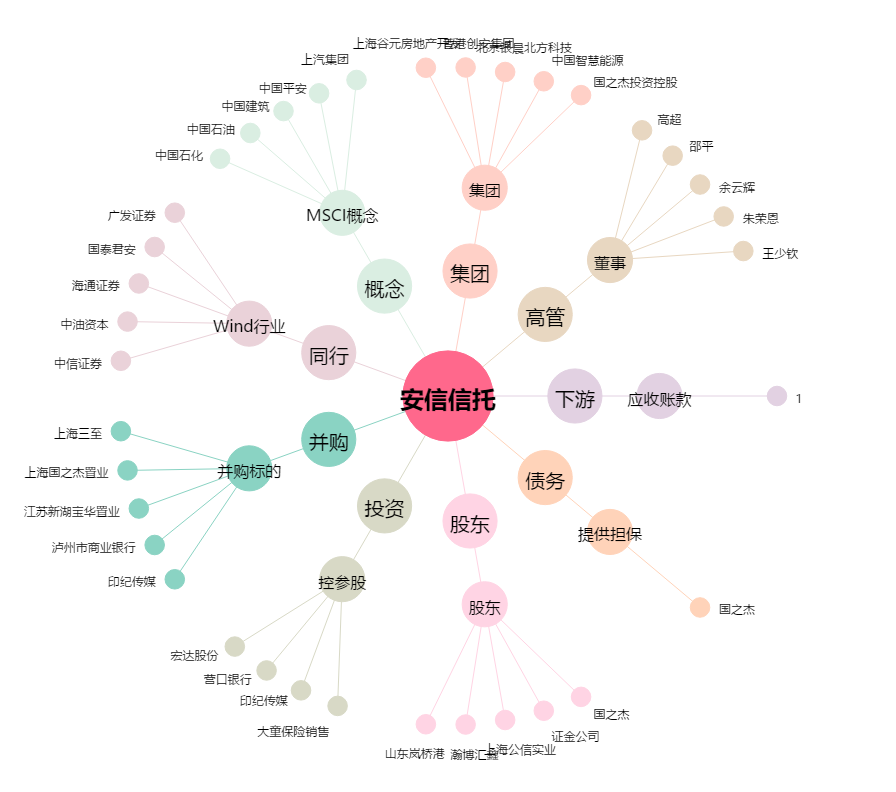 上海谷元房地产开发
香港创安集团
北京银晨北方科技
中国智慧能源
国之杰投资控股
集团
集团
高超
邵平
余云辉
朱荣恩
王少钦
董事
高管
上汽集团
中国平安
中国建筑
中国石油
中国石化
MSCI概念
概念
广发证券
国泰君安
海通证券
中油资本
中信证券
Wind行业
同行
安信信托
下游
应收账款
1
并购
并购标的
上海三至
上海国之杰置业
江苏新湖宝华置业
泸州市商业银行
印纪传媒
投资
控参股
宏达股份
营口银行
印纪传媒
大童保险销售
股东
股东
山东岚桥港
瀚博汇鑫
上海公信实业
证金公司
国之杰
债务
提供担保
国之杰